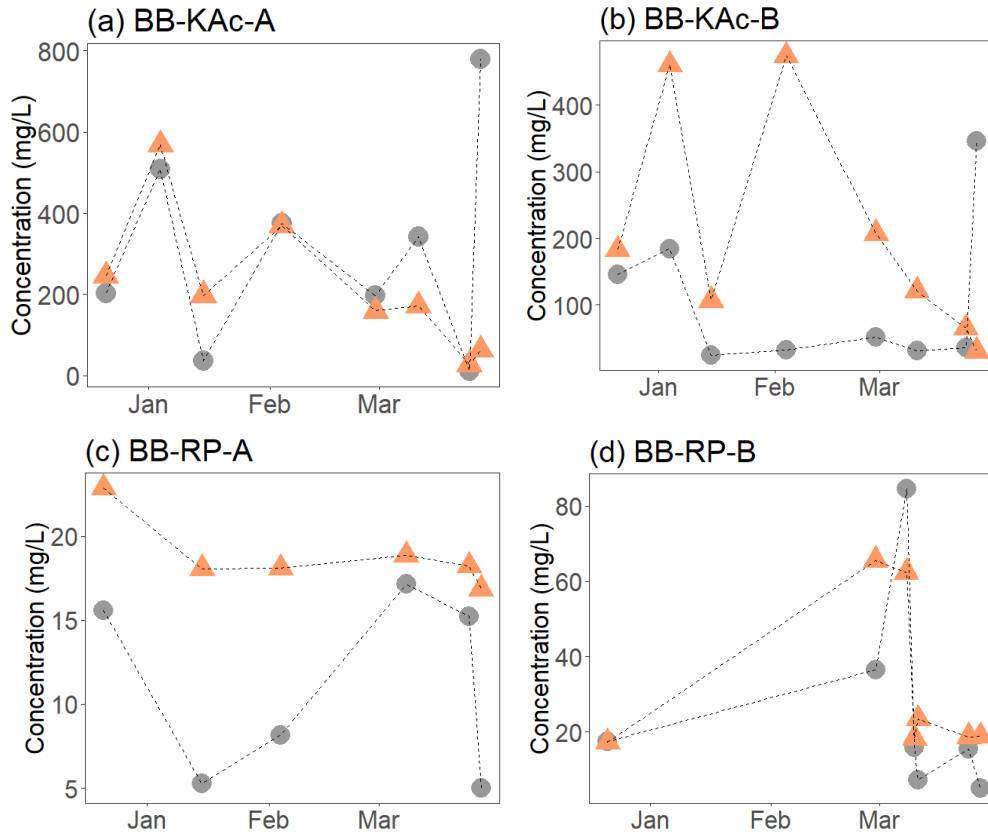 (a) BB-KAc-A
Concentration (mg/L)
800
600
400
200
0
Jan Feb Mar
(b) BB-KAc-B
Concentration (mg/L)
400
300
200
100
Jan Feb Mar
(c) BB-RP-A
Concentration (mg/L)
20
15
10
5
Jan Feb Mar
(d) BB-RP-B
Concentration (mg/L)
80
60
40
20
Jan Feb Mar